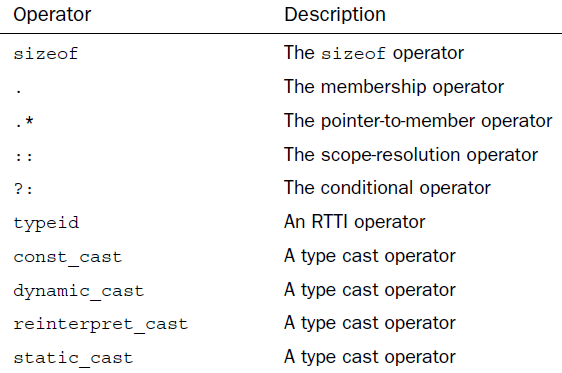 Operator Description
sizeof The sizeof operator
. The membership operator
.* The pointer-to-member operator
:: The scope-resolution operator
?: The conditional operator
typeid An RTTI operator
const_cast A type cast operator
dynamic_cast A type cast operator
reinterpret_cast A type cast operator
static_cast A type cast operator